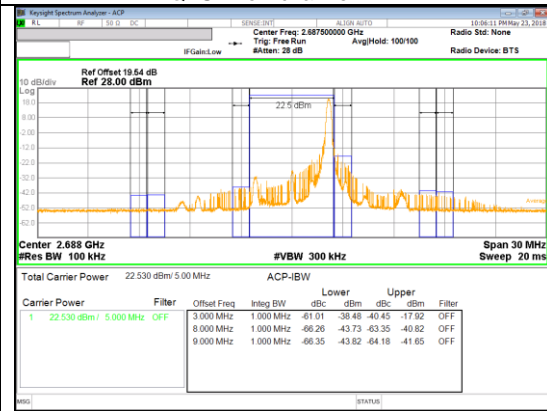 Keysight Spectrum Analyzer - ACP
RL RF 50 Ω DC SENSE:INT ALIGN AUTO 10:06:11 PM May 23, 2018
Center Freq: 2.687500000 GHz Radio Std: None
Trig: Free Run Avg|Hold: 100/100
IFGain:Low #Atten: 28 dB Radio Device: BTS
Ref Offset 19.54 dB
10 dB/div Ref 28.00 dBm
Log
18.0
8.00
-2.00
-12.0
-22.0
-32.0
-42.0
-52.0
-62.0
22.5 dBm
Average
Center 2.688 GHz Span 30 MHz
#Res BW 100 kHz #VBW 300 kHz Sweep 20 ms
Total Carrier Power 22.530 dBm/ 5.00 MHz ACP-IBW
Lower Upper
Carrier Power Filter Offset Freq Integ BW dBc dBm dBc dBm Filter
1 22.530 dBm / 5.000 MHz OFF 3.000 MHz 1.000 MHz -61.01 -38.48 -40.45 -17.92 OFF
8.000 MHz 1.000 MHz -66.26 -43.73 -63.35 -40.82 OFF
9.000 MHz 1.000 MHz -66.35 -43.82 -64.18 -41.65 OFF
MSG STATUS